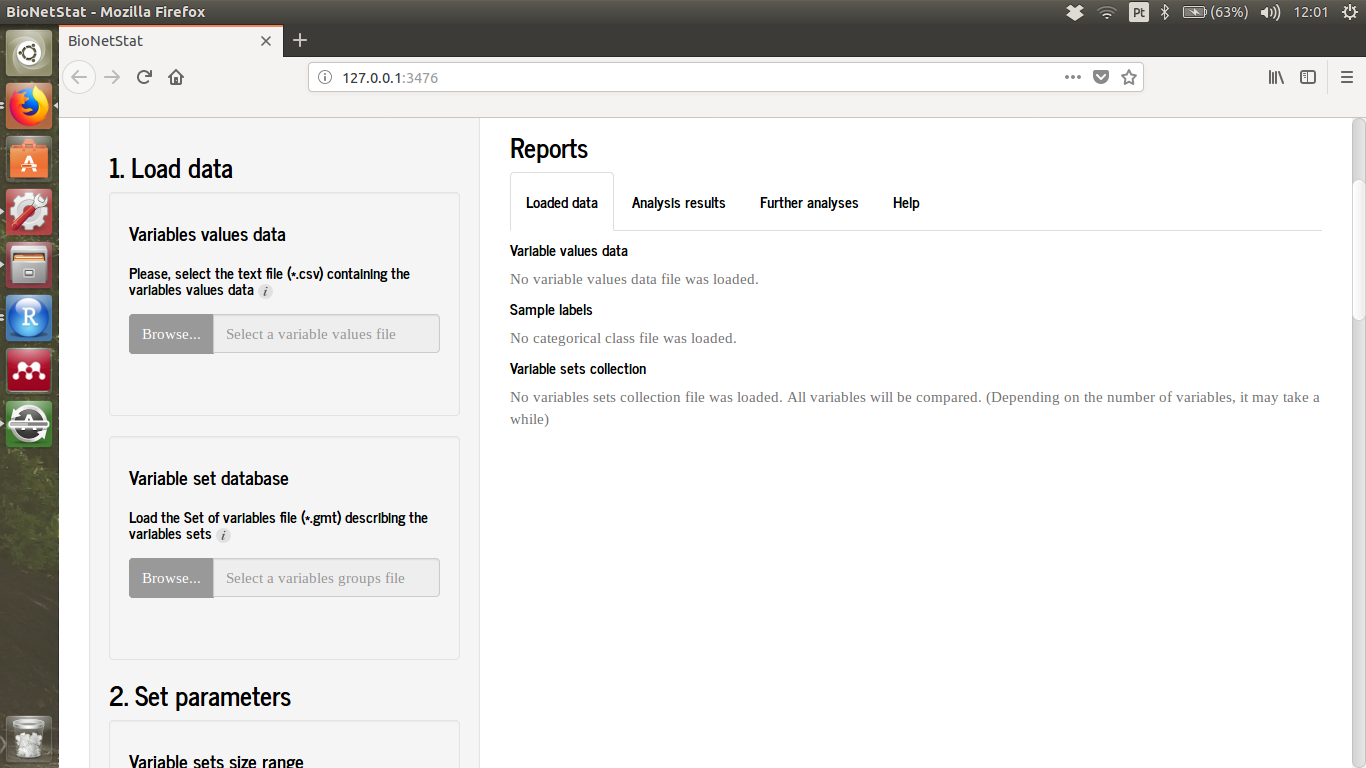 BioNetStat - Mozilla Firefox
Pt
(63%)
12:01
BioNetStat
127.0.0.1:3476
1. Load data
Variables values data
Please, select the text file (*.csv) containing the
variables values data i
Browse... Select a variable values file
Variable set database
Load the Set of variables file (*.gmt) describing the
variables sets i
Browse... Select a variables groups file
2. Set parameters
Variable sets size range
Reports
Loaded data Analysis results Further analyses Help
Variable values data
No variable values data file was loaded.
Sample labels
No categorical class file was loaded.
Variable sets collection
No variables sets collection file was loaded. All variables will be compared. (Depending on the number of variables, it may take a
while)